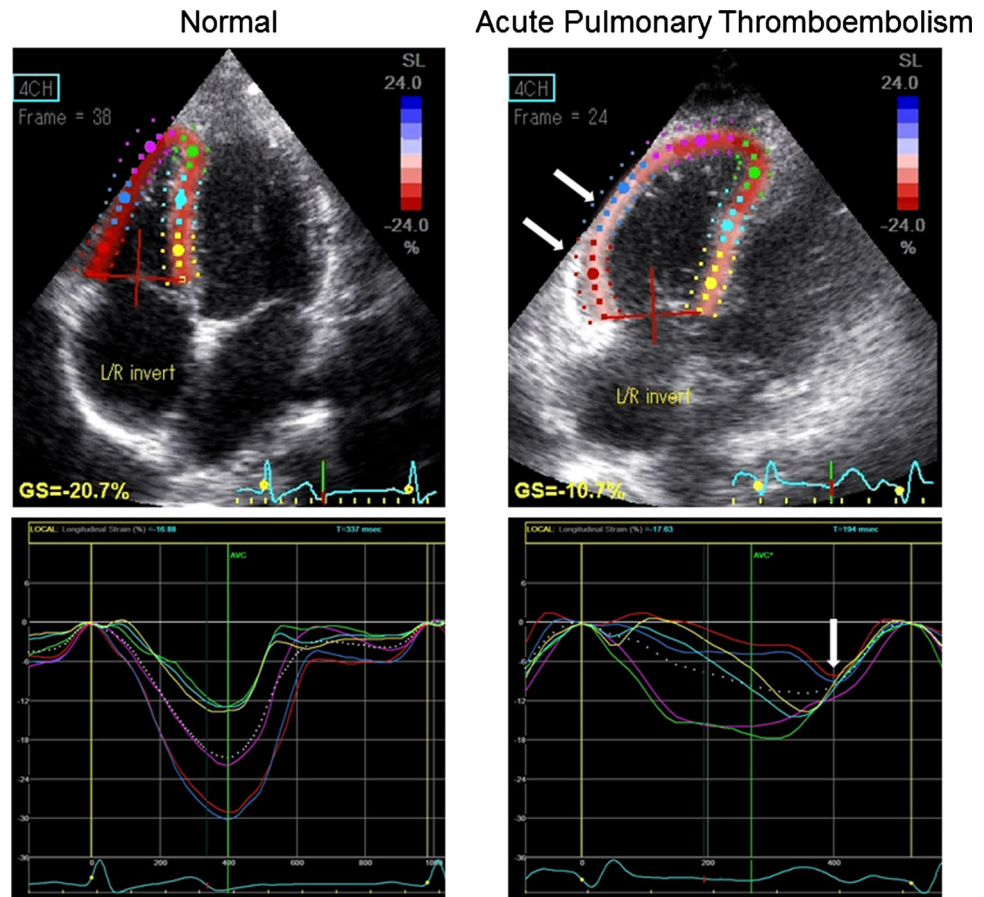 Normal
Acute Pulmonary Thromboembolism
4CH
Frame = 38
SL
24.0
-24.0
%
L/R invert
GS=-20.7%
4CH
Frame = 24
SL
24.0
-24.0
%
L/R invert
GS=-10.7%
LOCAL: Longitudinal Strain (%) =-16.88
T=337 msec
AVC
6
0
-6
-12
-18
-24
-30
-36
0
200
400
600
800
1000
LOCAL: Longitudinal Strain (%) =-17.63
T=194 msec
AVC*
6
0
-6
-12
-18
-24
-30
-36
0
200
400